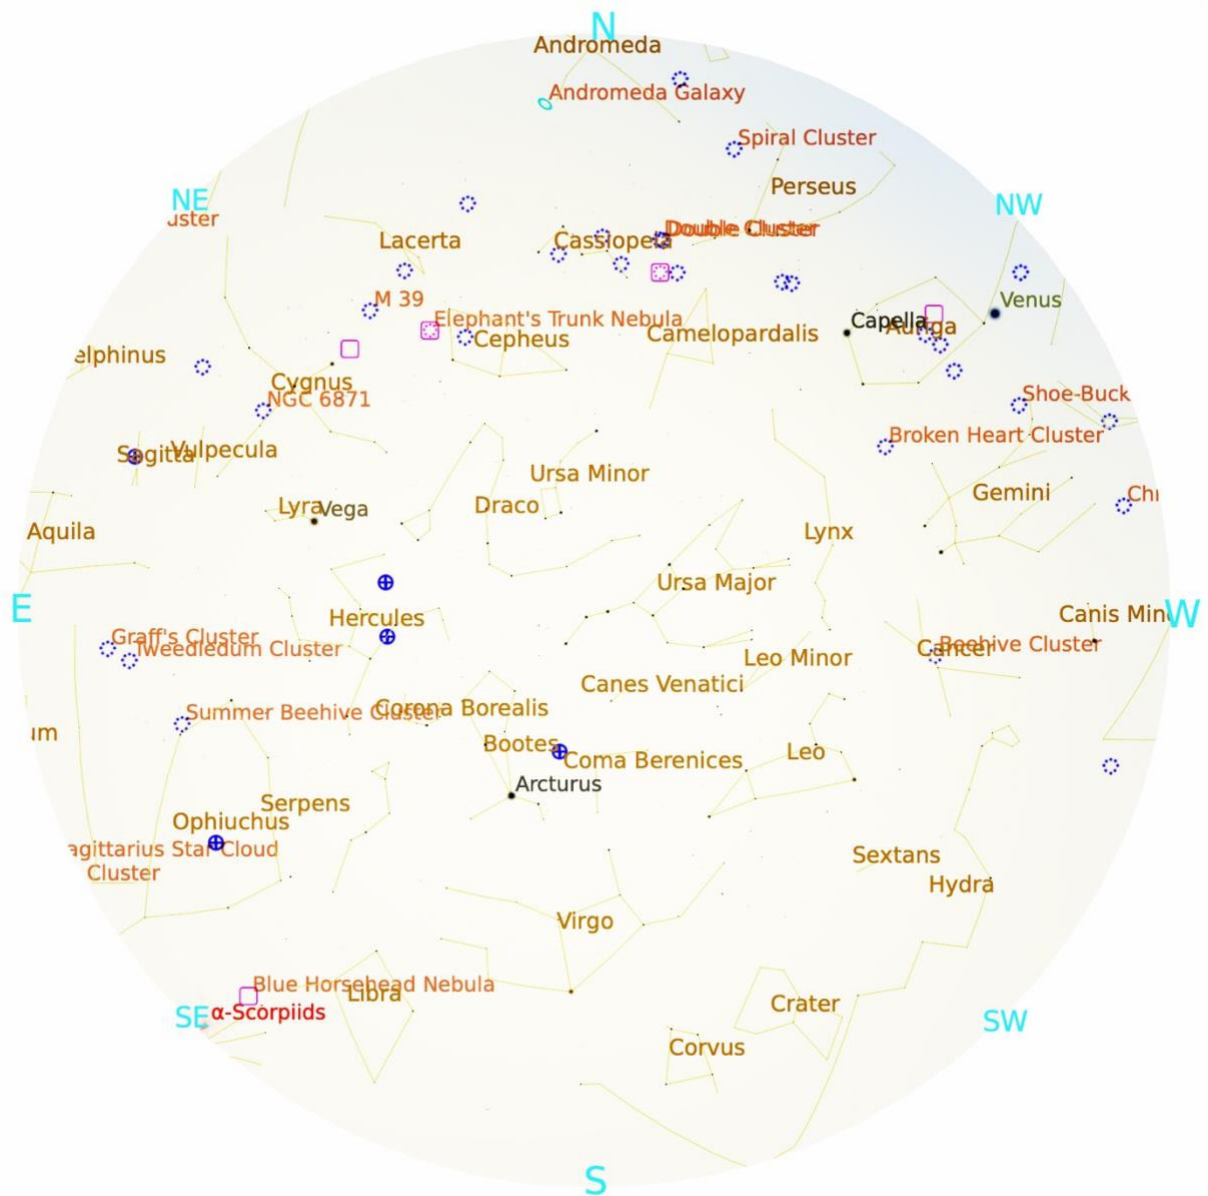 N
Andromeda
Andromeda Galaxy
Spiral Cluster
Perseus
NE
NW
uster
Double Cluster
Lacerta
Cassiopeia
M 39
Venus
Elephant's Trunk Nebula
Capella
Auriga
Camelopardalis
Cepheus
elphinus
Cygnus
NGC 6871
Shoe-Buck
Broken Heart Cluster
Sagitta
Vulpecula
Ursa Minor
Gemini
Chr
Lyra
Vega
Draco
Aquila
Lynx
Ursa Major
E
Hercules
Canis Mino
W
Graff's Cluster
Tweedledum Cluster
Cancer
Beehive Cluster
Leo Minor
Canes Venatici
Summer Beehive Cluster
Corona Borealis
um
Bootes
Leo
Coma Berenices
Arcturus
Serpens
Ophiuchus
agittarius Star Cloud
Sextans
Cluster
Hydra
Virgo
Blue Horsehead Nebula
Libra
Crater
SE
α-Scorpiids
SW
Corvus
S